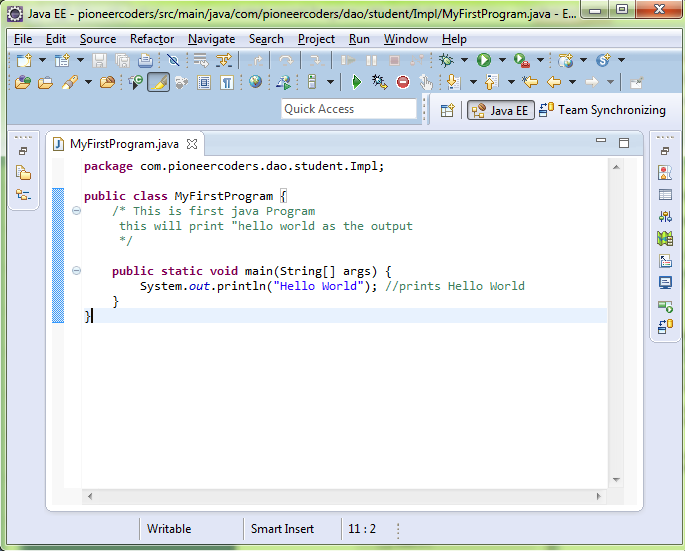 Java EE - pioneercoders/src/main/java/com/pioneercoders/dao/student/Impl/MyFirstProgram.java - E...
File Edit Source Refactor Navigate Search Project Run Window Help
Quick Access
Java EE
Team Synchronizing
MyFirstProgram.java
package com.pioneercoders.dao.student.Impl;
public class MyFirstProgram {
/* This is first java Program
this will print "hello world as the output
*/
public static void main(String[] args) {
System.out.println("Hello World"); //prints Hello World
}
}
Writable
Smart Insert
11 : 2